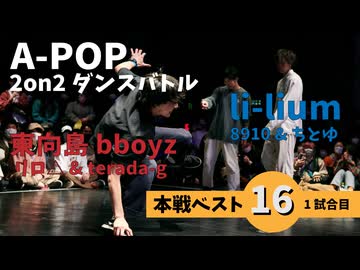 A-POP
2on2 ダンスバトル
li-lium
8910 & ちとゆ
東向島 bboyz
& terada-g
本戦ベスト 16 1試合目